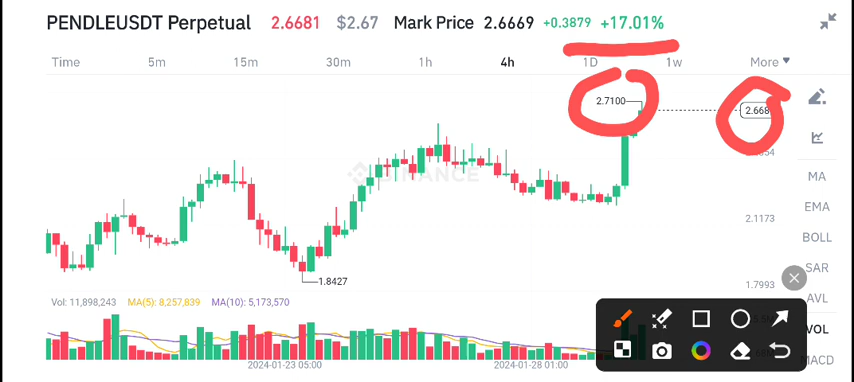 PENDLEUSDT Perpetual 2.6681 $2.67 Mark Price 2.6669 +0.3879 +17.01%
Time 5m 15m 30m 1h 4h 1D 1w More
2.7100
2.668
BINANCE
MA
EMA
2.1173
BOLL
SAR
1.8427
1.7993
Vol: 11,898,243 MA(5): 8,257,839 MA(10): 5,173,570
AVL
VOL
MACD
2024-01-23 05:00 2024-01-28 01:00